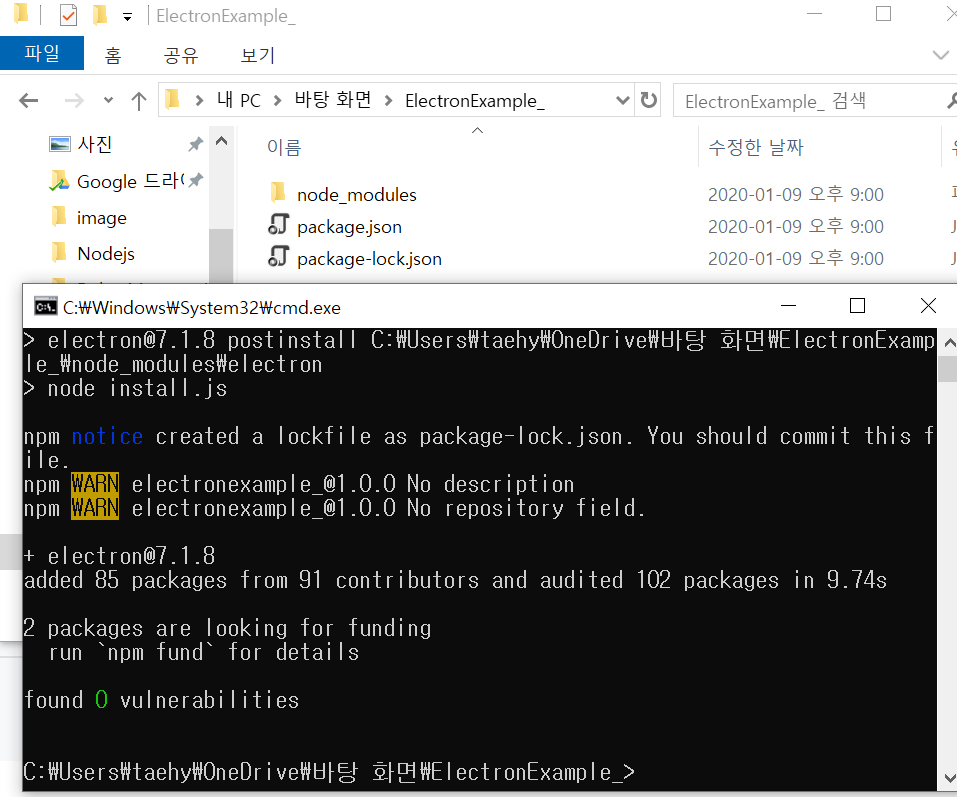 ElectronExample_
파일 홈 공유 보기
내 PC 바탕 화면 ElectronExample_
ElectronExample_ 검색
사진
Google 드라이
image
Nodejs
이름 수정한 날짜
node_modules 2020-01-09 오후 9:00
package.json 2020-01-09 오후 9:00
package-lock.json 2020-01-09 오후 9:00
C:₩Windows₩System32₩cmd.exe
> electron@7.1.8 postinstall C:₩Users₩taehy₩OneDrive₩바탕 화면₩ElectronExamp
le_₩node_modules₩electron
> node install.js
npm notice created a lockfile as package-lock.json. You should commit this f
ile.
npm WARN electronexample_@1.0.0 No description
npm WARN electronexample_@1.0.0 No repository field.
+ electron@7.1.8
added 85 packages from 91 contributors and audited 102 packages in 9.74s
2 packages are looking for funding
run `npm fund` for details
found 0 vulnerabilities
C:₩Users₩taehy₩OneDrive₩바탕 화면₩ElectronExample_>